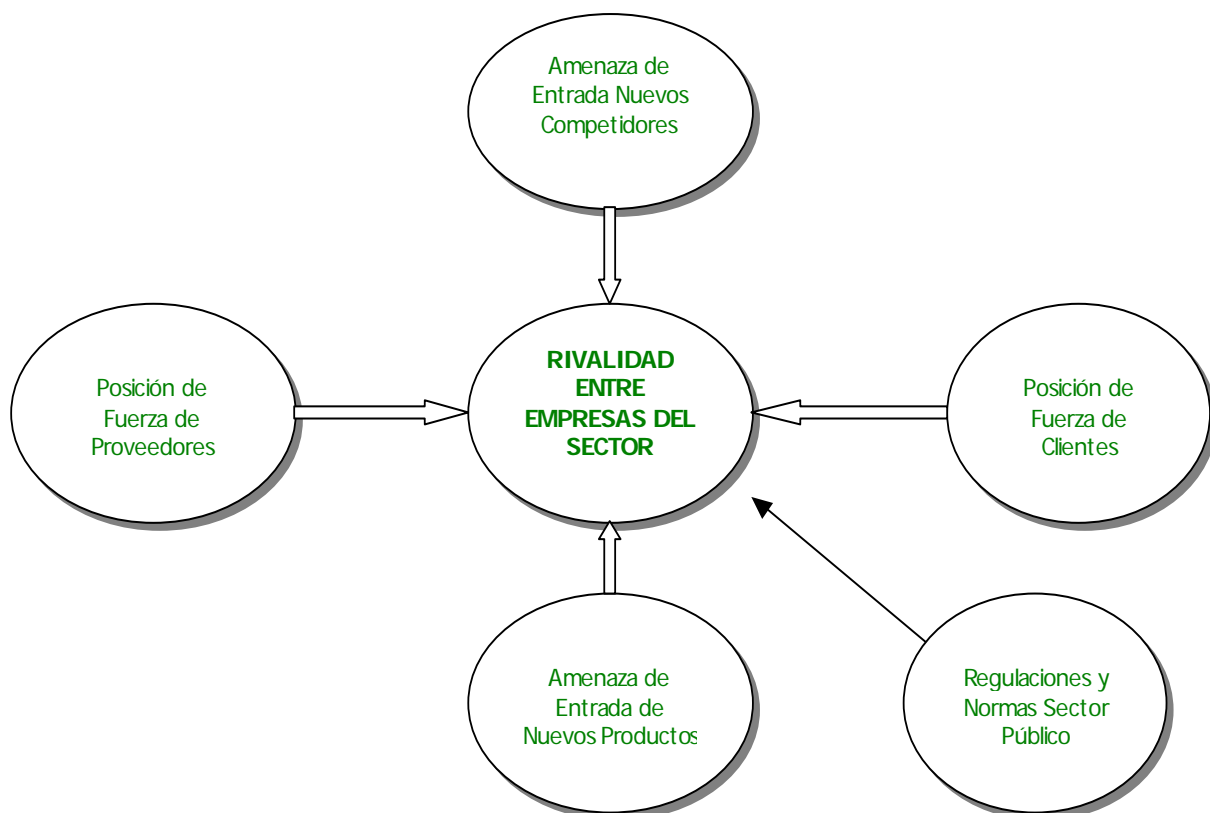 Amenaza de
Entrada Nuevos
Competidores
Posición de
Fuerza de
Proveedores
RIVALIDAD
ENTRE
EMPRESAS DEL
SECTOR
Posición de
Fuerza de
Clientes
Amenaza de
Entrada de
Nuevos Productos
Regulaciones y
Normas Sector
Público